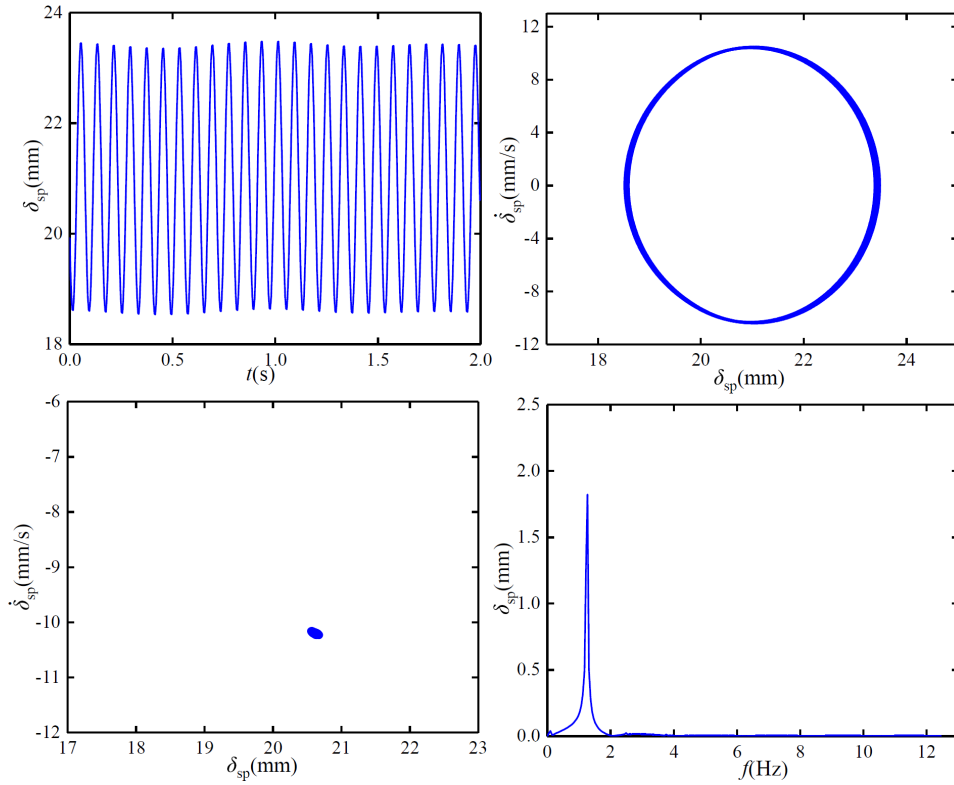 24
22
20
18
δsp(mm)
0.0 0.5 1.0 1.5 2.0
t(s)
12
8
4
0
-4
-8
-12
δ̇sp(mm/s)
18 20 22 24
δsp(mm)
-6
-7
-8
-9
-10
-11
-12
δ̇sp(mm/s)
17 18 19 20 21 22 23
δsp(mm)
2.5
2.0
1.5
1.0
0.5
0.0
δsp(mm)
0 2 4 6 8 10 12
f(Hz)